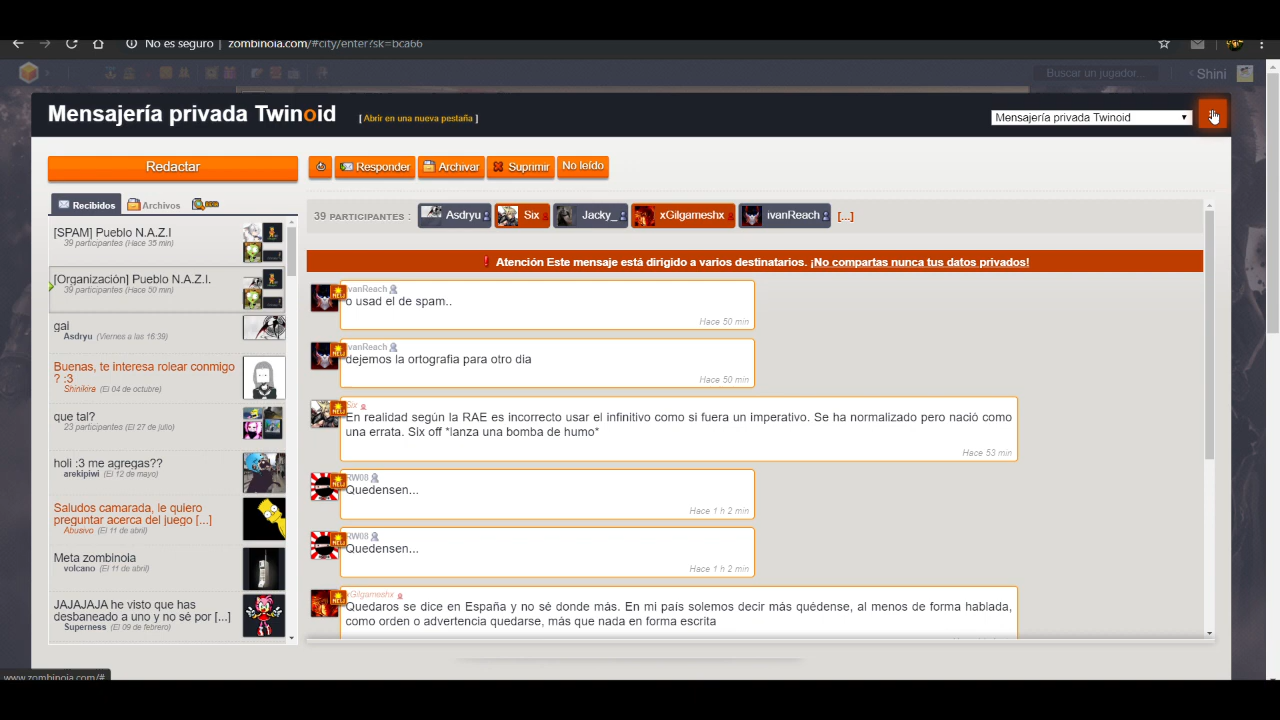 No es seguro | zombinoia.com/#city/enter?sk=bca66
Buscar un jugador...
Shini
Mensajería privada Twinoid
[ Abrir en una nueva pestaña ]
Mensajería privada Twinoid
Redactar
Responder
Archivar
Suprimir
No leído
Recibidos
Archivos
[SPAM] Pueblo N.A.Z.I
39 participantes (Hace 35 min)
[Organización] Pueblo N.A.Z.I.
39 participantes (Hace 50 min)
gai
Asdryu (Viernes a las 16:39)
Buenas, te interesa rolear conmigo
? :3
Shinikira (El 04 de octubre)
que tal?
23 participantes (El 27 de julio)
holi :3 me agregas??
arekipiwi (El 12 de mayo)
Saludos camarada, le quiero
preguntar acerca del juego [...]
Abusivo (El 11 de abril)
Meta zombinoia
volcano (El 11 de abril)
JAJAJAJA he visto que has
desbaneado a uno y no sé por [...]
Superness (El 09 de febrero)
39 PARTICIPANTES :
Asdryu
Six
Jacky_
xGilgameshx
ivanReach
[...]
Atención Este mensaje está dirigido a varios destinatarios. ¡No compartas nunca tus datos privados!
ivanReach
o usad el de spam..
Hace 50 min
ivanReach
dejemos la ortografia para otro dia
Hace 50 min
Six
En realidad según la RAE es incorrecto usar el infinitivo como si fuera un imperativo. Se ha normalizado pero nació como
una errata. Six off *lanza una bomba de humo*
Hace 53 min
RW08
Quedensen...
Hace 1 h 2 min
RW08
Quedensen...
Hace 1 h 2 min
xGilgameshx
Quedaros se dice en España y no sé donde más. En mi país solemos decir más quédense, al menos de forma hablada,
como orden o advertencia quedarse, más que nada en forma escrita
www.zombinoia.com/#